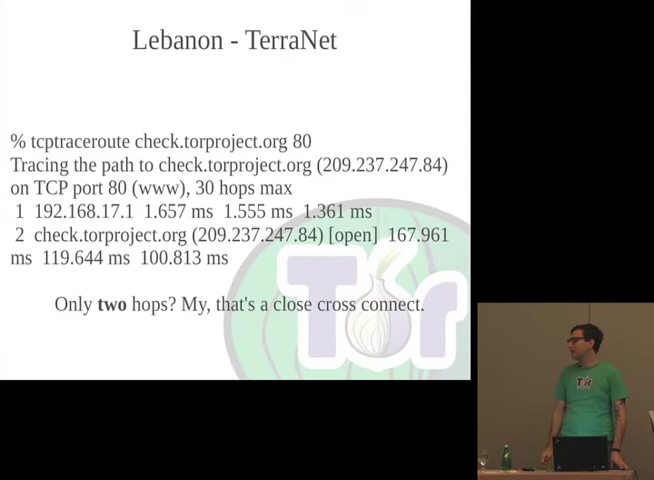 Lebanon - TerraNet
% tcptraceroute check.torproject.org 80
Tracing the path to check.torproject.org (209.237.247.84)
on TCP port 80 (www), 30 hops max
1 192.168.17.1 1.657 ms 1.555 ms 1.361 ms
2 check.torproject.org (209.237.247.84) [open] 167.961
ms 119.644 ms 100.813 ms
Only two hops? My, that's a close cross connect.
Tor
Tor